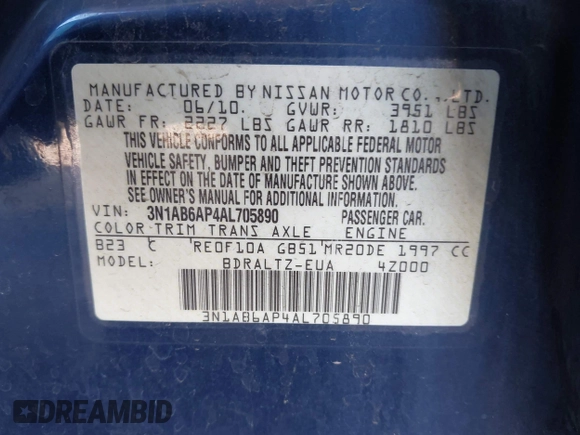 MANUFACTURED BY NISSAN MOTOR CO., LTD.
DATE: 06/10. GVWR: 3951 LBS
GAWR FR: 2227 LBS GAWR RR: 1810 LBS
THIS VEHICLE CONFORMS TO ALL APPLICABLE FEDERAL MOTOR
VEHICLE SAFETY, BUMPER AND THEFT PREVENTION STANDARDS
IN EFFECT ON THE DATE OF MANUFACTURE SHOWN ABOVE.
SEE OWNER'S MANUAL FOR ADDITIONAL INFORMATION.
VIN: 3N1AB6AP4AL705890 PASSENGER CAR.
COLOR TRIM TRANS AXLE ENGINE
B23 C RE0F10A GB51 MR20DE 1997 CC
MODEL: BDRALTZ-EUA 4Z000
3N1AB6AP4AL705890
DREAMBID